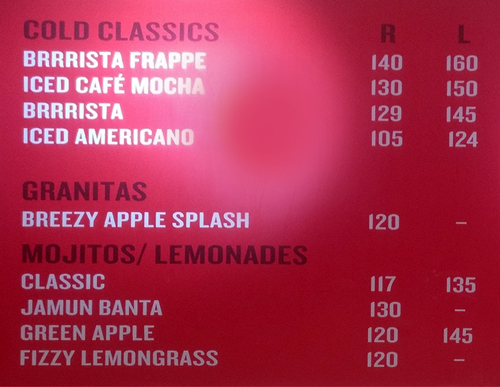 COLD CLASSICS R L
BRRRISTA FRAPPE 140 160
ICED CAFÉ MOCHA 130 150
BRRRISTA 129 145
ICED AMERICANO 105 124
GRANITAS
BREEZY APPLE SPLASH 120 –
MOJITOS/ LEMONADES
CLASSIC 117 135
JAMUN BANTA 130 –
GREEN APPLE 120 145
FIZZY LEMONGRASS 120 –